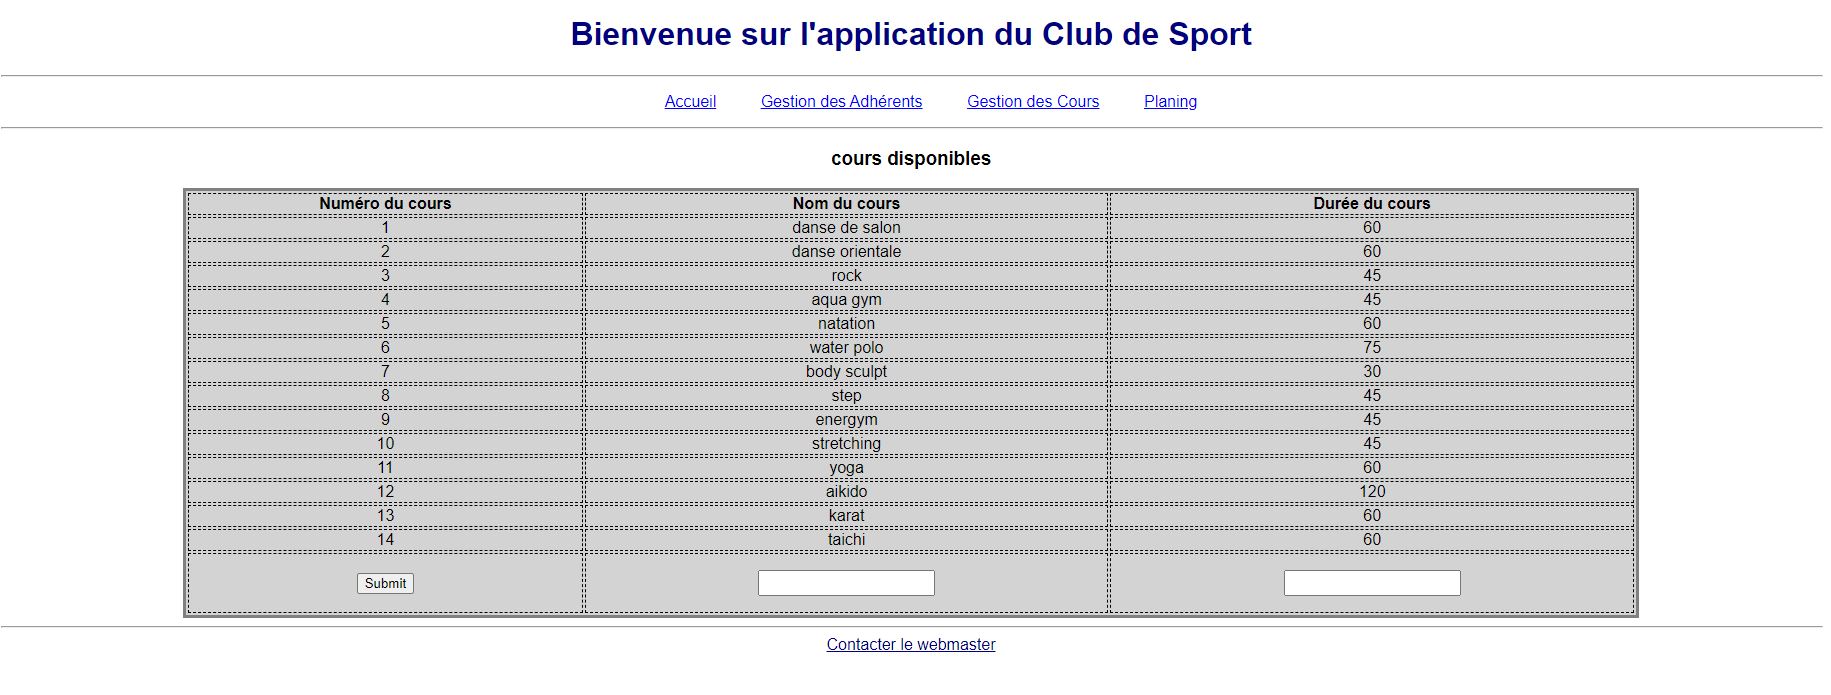 Bienvenue sur l'application du Club de Sport
Accueil Gestion des Adhérents Gestion des Cours Planing
cours disponibles
Numéro du cours Nom du cours Durée du cours
1 danse de salon 60
2 danse orientale 60
3 rock 45
4 aqua gym 45
5 natation 60
6 water polo 75
7 body sculpt 30
8 step 45
9 energym 45
10 stretching 45
11 yoga 60
12 aikido 120
13 karat 60
14 taichi 60
Submit
Contacter le webmaster